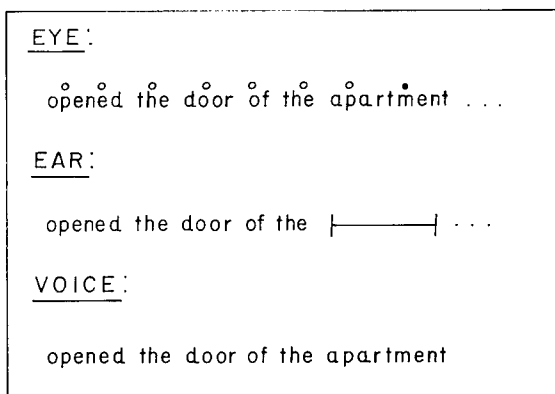 EYE:
opened the door of the apartment ...
EAR:
opened the door of the ...
VOICE:
opened the door of the apartment